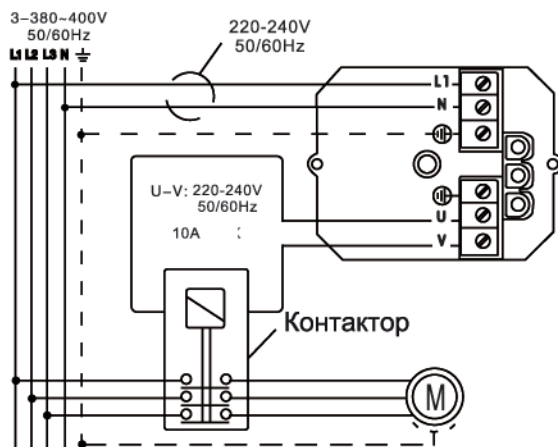 3-380~400V
50/60Hz
L1 L2 L3 N
220-240V
50/60Hz
L1
N
U-V: 220-240V
50/60Hz
10A
U
V
Контактор
M